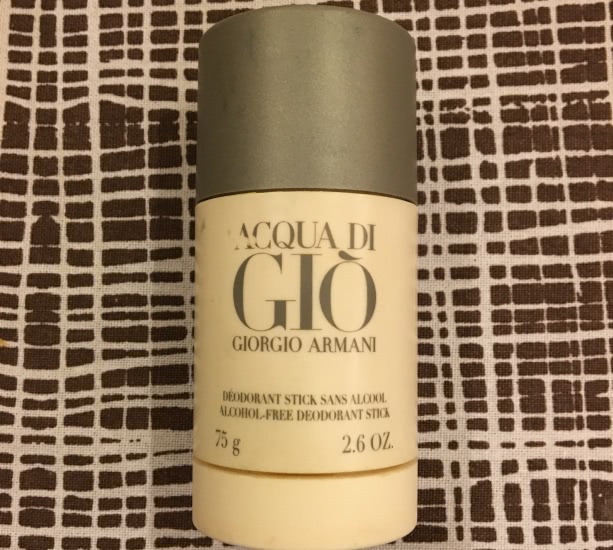 ACQUA DI
GIÒ
GIORGIO ARMANI
DÉODORANT STICK SANS ALCOOL
ALCOHOL-FREE DEODORANT STICK
75 g 2.6 OZ.